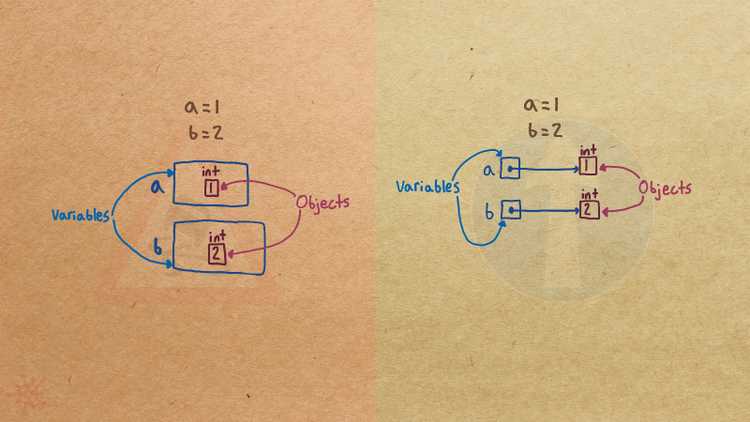 a=1
b=2
int
a
1
Variables
Objects
b
int
2
a=1
b=2
int
a
1
Variables
Objects
int
b
2